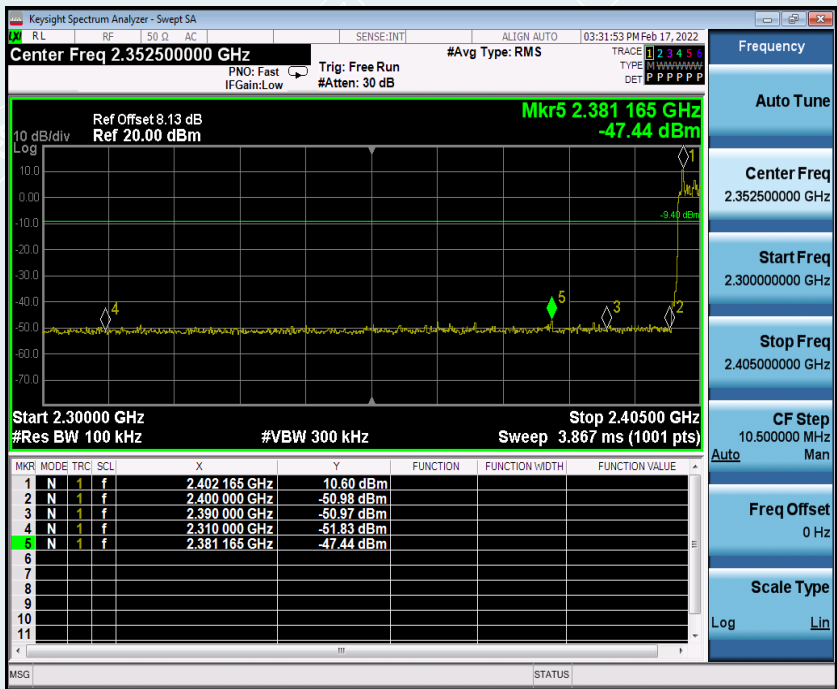 Keysight Spectrum Analyzer - Swept SA
LXI RL RF 50 Ω AC SENSE:INT ALIGN AUTO 03:31:53 PM Feb 17, 2022
Center Freq 2.352500000 GHz #Avg Type: RMS TRACE 1 2 3 4 5 6
PNO: Fast Trig: Free Run TYPE M WWWWW
IFGain:Low #Atten: 30 dB DET P P P P P P
Frequency
Auto Tune
Center Freq
2.352500000 GHz
Start Freq
2.300000000 GHz
Stop Freq
2.405000000 GHz
CF Step
10.500000 MHz
Auto Man
Freq Offset
0 Hz
Scale Type
Log Lin
Mkr5 2.381 165 GHz
-47.44 dBm
Ref Offset 8.13 dB
10 dB/div Ref 20.00 dBm
Log
1
10.0
0.00
-9.40 dBm
-10.0
-20.0
-30.0
-40.0
4 5 3 2
-50.0
-60.0
-70.0
Start 2.30000 GHz Stop 2.40500 GHz
#Res BW 100 kHz #VBW 300 kHz Sweep 3.867 ms (1001 pts)
MKR MODE TRC SCL X Y FUNCTION FUNCTION WIDTH FUNCTION VALUE
1 N 1 f 2.402 165 GHz 10.60 dBm
2 N 1 f 2.400 000 GHz -50.98 dBm
3 N 1 f 2.390 000 GHz -50.97 dBm
4 N 1 f 2.310 000 GHz -51.83 dBm
5 N 1 f 2.381 165 GHz -47.44 dBm
6
7
8
9
10
11
MSG STATUS